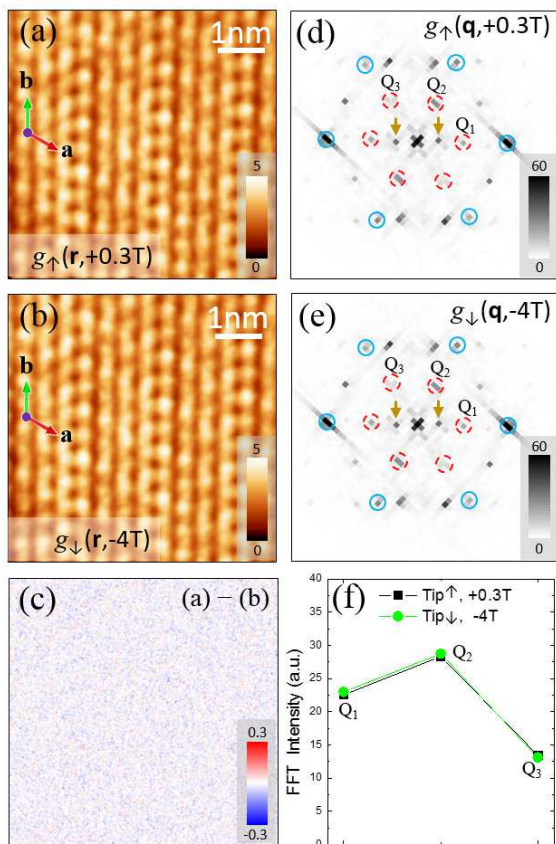 (a)
1nm
b
a
5
0
g↑(r,+0.3T)
(d)
g↑(q,+0.3T)
Q3
Q2
Q1
60
0
(b)
1nm
b
a
5
0
g↓(r,-4T)
(e)
g↓(q,-4T)
Q3
Q2
Q1
60
0
(c)
(a) – (b)
0.3
-0.3
(f)
Tip↑, +0.3T
Tip↓, -4T
40
35
30
25
20
15
10
5
0
FFT Intensity (a.u.)
Q1
Q2
Q3